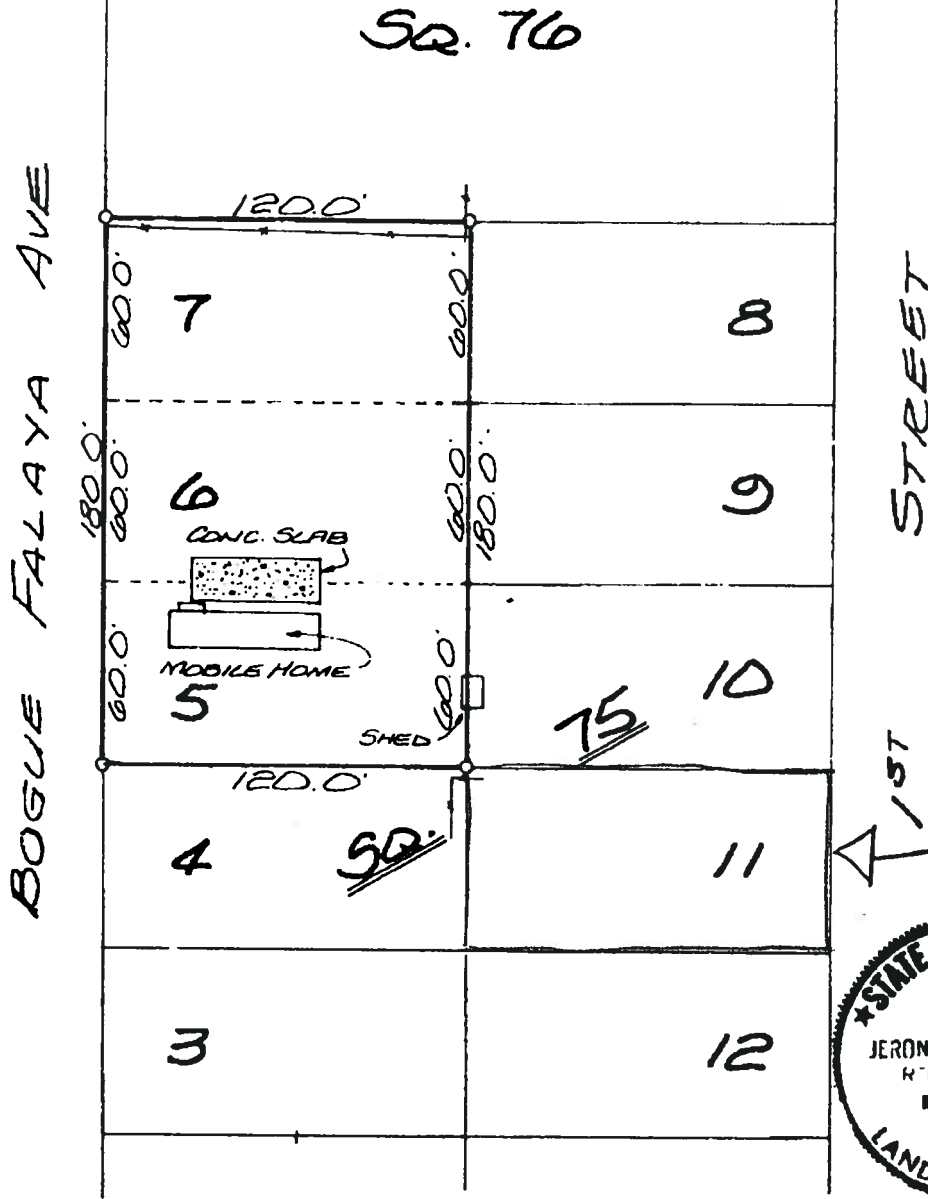 SQ. 76
120.0'
60.0'
60.0'
7
8
BOGUE FALAYA AVE
STREET
1ST
180.0'
60.0'
60.0'
180.0'
6
9
CONC. SLAB
MOBILE HOME
60.0'
60.0'
5
10
SHED
120.0'
SQ. 75
4
11
3
12
★STATE
LAND